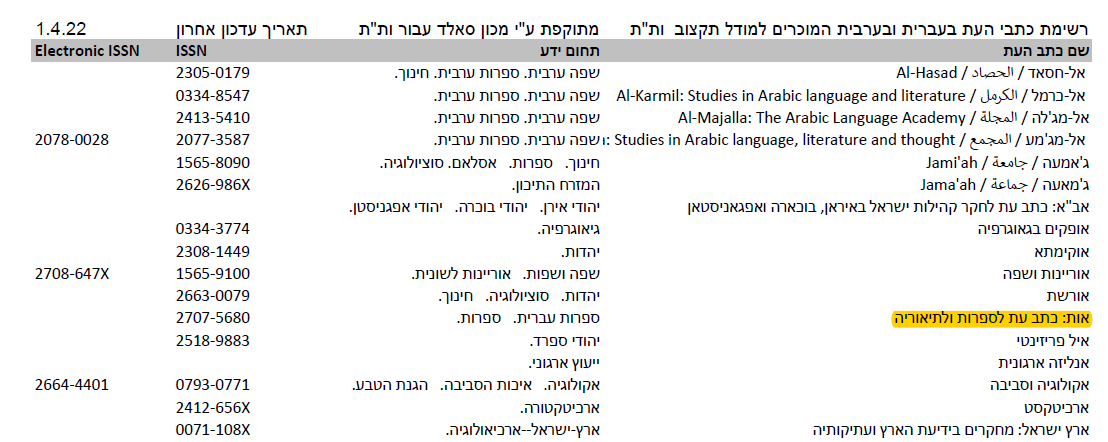 רשימת כתבי העת בעברית ובערבית המוכרים למודל תקצוב ות"ת מתוקפת ע"י מכון סאלד עבור ות"ת תאריך עדכון אחרון 1.4.22
שם כתב העת תחום ידע ISSN Electronic ISSN
אל-חסאד / الحصاد / Al-Hasad שפה ערבית. ספרות ערבית. חינוך. 2305-0179
אל-כרמל / الكرمل / Al-Karmil: Studies in Arabic language and literature שפה ערבית. ספרות ערבית. 0334-8547
אל-מג'לה / المجلة / Al-Majalla: The Arabic Language Academy שפה ערבית. ספרות ערבית. 2413-5410
אל-מג'מע / المجمع / : Studies in Arabic language, literature and thought שפה ערבית. ספרות ערבית. 2077-3587 2078-0028
ג'אמעה / جامعة / Jami'ah חינוך. ספרות. אסלאם. סוציולוגיה. 1565-8090
ג'מאעה / جماعة / Jama'ah המזרח התיכון. 2626-986X
אב"א: כתב עת לחקר קהילות ישראל באיראן, בוכארה ואפגאניסטאן יהודי אירן. יהודי בוכרה. יהודי אפגניסטן.
אופקים בגאוגרפיה גיאוגרפיה. 0334-3774
אוקימתא יהדות. 2308-1449
אוריינות ושפה שפה ושפות. אוריינות לשונית. 1565-9100 2708-647X
אורשת יהדות. סוציולוגיה. חינוך. 2663-0079
אות: כתב עת לספרות ולתיאוריה ספרות עברית. ספרות. 2707-5680
איל פריזינטי יהודי ספרד. 2518-9883
אנליזה ארגונית ייעוץ ארגוני.
אקולוגיה וסביבה אקולוגיה. איכות הסביבה. הגנת הטבע. 0793-0771 2664-4401
ארכיטקסט ארכיטקטורה. 2412-656X
ארץ ישראל: מחקרים בידיעת הארץ ועתיקותיה ארץ-ישראל--ארכיאולוגיה. 0071-108X